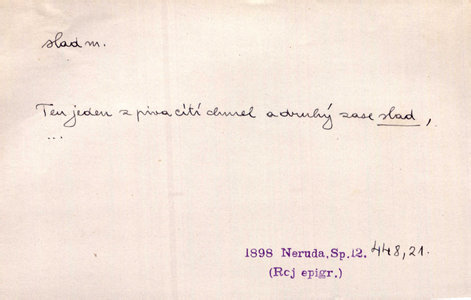 slad m.
Ten jeden z piva cítí chmel a druhý zase slad,
...
1898 Neruda,Sp.12. 448,21.
(Rcj epigr.)